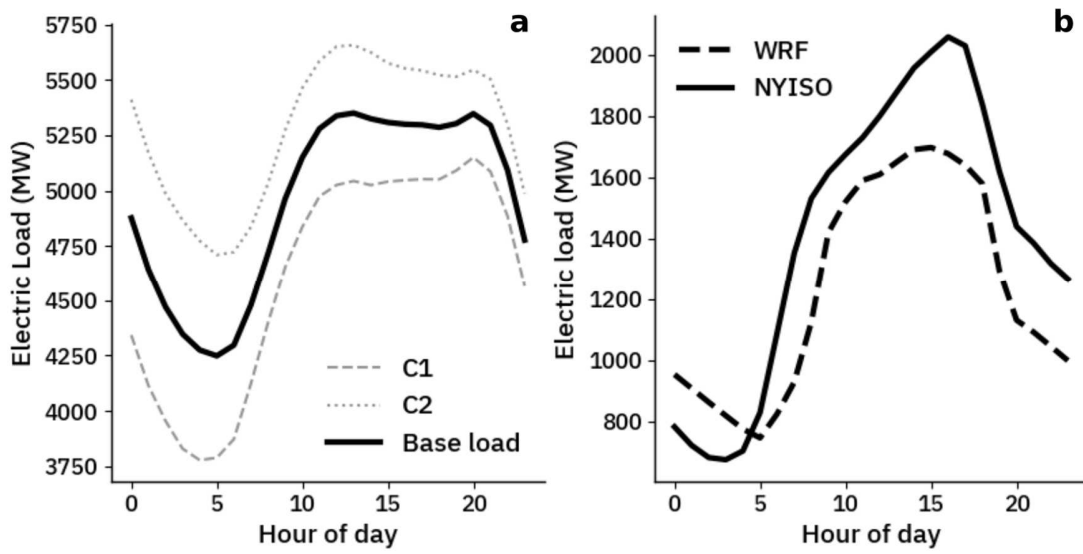 a
5750
5500
5250
5000
4750
4500
4250
4000
3750
Electric Load (MW)
C1
C2
Base load
0 5 10 15 20
Hour of day
b
2000
1800
1600
1400
1200
1000
800
Electric load (MW)
WRF
NYISO
0 5 10 15 20
Hour of day